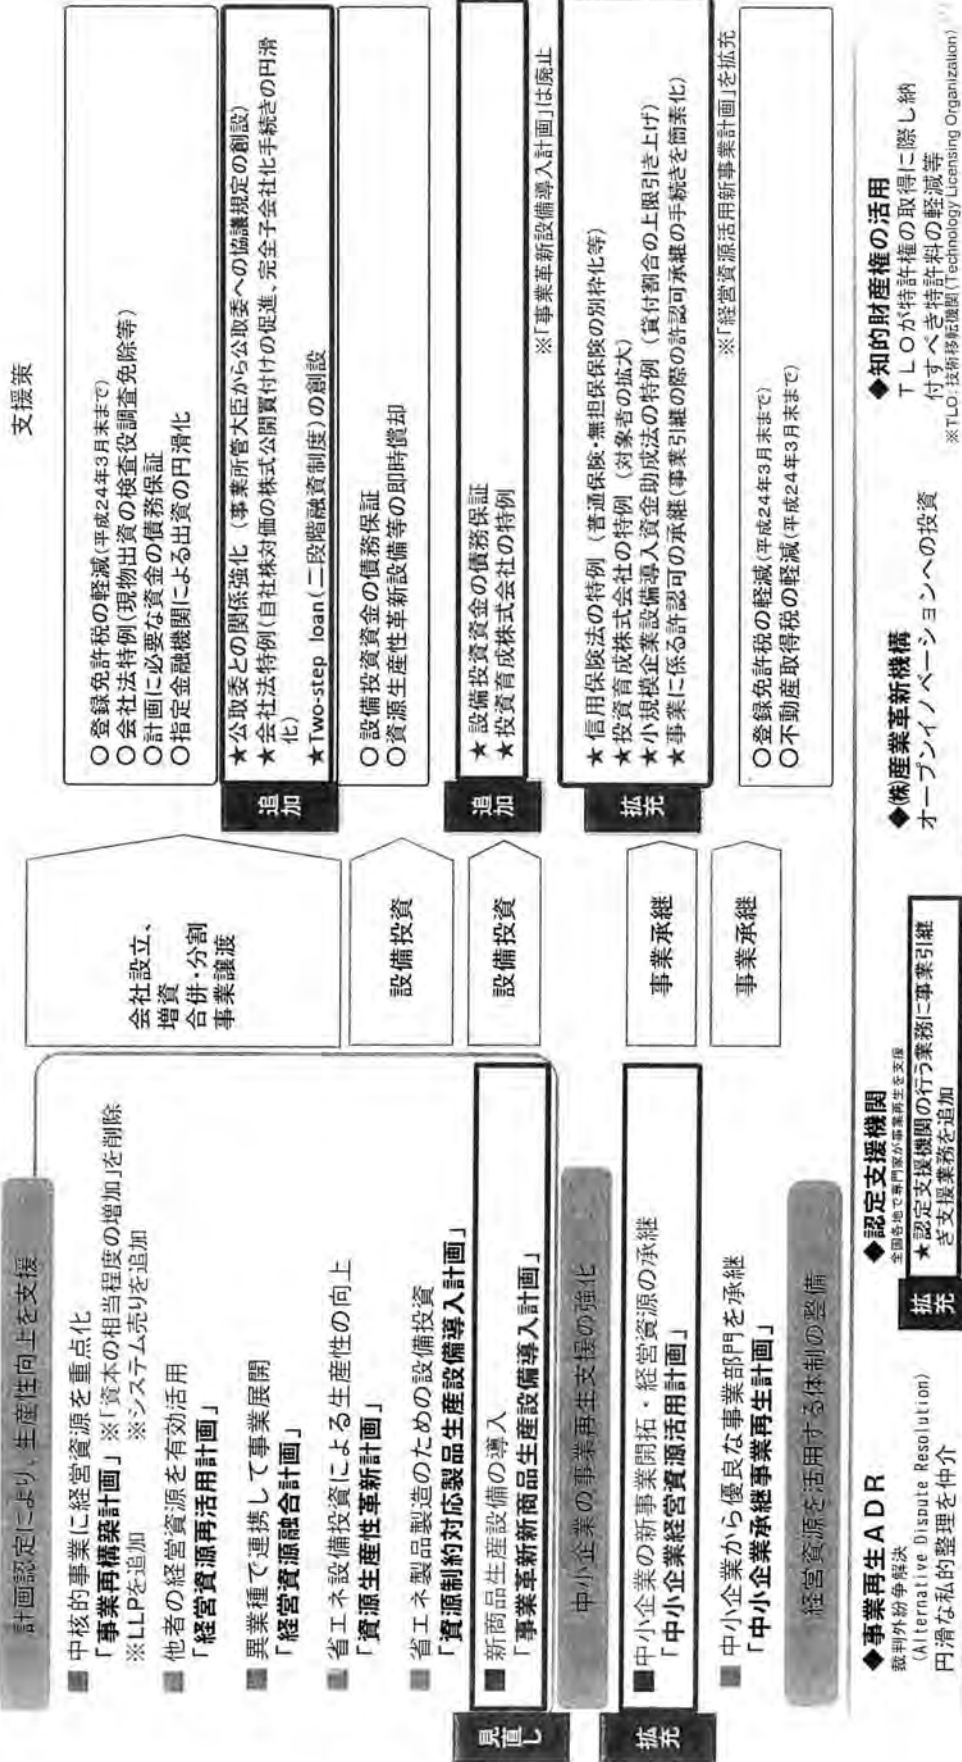 計画認定により、生産性向上を支援
■ 中核的事業に経営資源を重点化
「事業再構築計画」 ※「資本の相当程度の増加」を削除
※LLPを追加 ※システム売りを追加
■ 他者の経営資源を有効活用
「経営資源再活用計画」
■ 異業種で連携して事業展開
「経営資源融合計画」
■ 省エネ設備投資による生産性の向上
「資源生産性革新計画」
■ 省エネ製品製造のための設備投資
「資源制約対応製品生産設備導入計画」
見直し
■ 新商品生産設備の導入
「事業革新新商品生産設備導入計画」
中小企業の事業再生支援の強化
拡充
■ 中小企業の新事業開拓・経営資源の承継
「中小企業経営資源活用計画」
■ 中小企業から優良な事業部門を承継
「中小企業承継事業再生計画」
経営資源を活用する体制の整備
会社設立、
増資
合併・分割
事業譲渡
設備投資
設備投資
事業承継
事業承継
支援策
○ 登録免許税の軽減(平成24年3月末まで)
○会社法特例(現物出資の検査役調査免除等)
○計画に必要な資金の債務保証
○指定金融機関による出資の円滑化
追加
★公取委との関係強化 (事業所管大臣から公取委への協議規定の創設)
★会社法特例(自社株対価の株式公開買付けの促進、完全子会社化手続きの円滑
化)
★Two-step loan(二段階融資制度)の創設
○ 設備投資資金の債務保証
○資源生産性革新設備等の即時償却
追加
★ 設備投資資金の債務保証
★投資育成株式会社の特例
※「事業革新設備導入計画」は廃止
拡充
★信用保険法の特例 (普通保険・無担保保険の別枠化等)
★投資育成株式会社の特例 (対象者の拡大)
★小規模企業設備導入資金助成法の特例 (貸付割合の上限引き上げ)
★事業に係る許認可の承継(事業引継の際の許認可承継の手続きを簡素化)
※「経営資源活用新事業計画」を拡充
○登録免許税の軽減(平成24年3月末まで)
○不動産取得税の軽減(平成24年3月末まで)
◆事業再生ADR
裁判外紛争解決
(Alternative Dispute Resolution)
円滑な私的整理を仲介
◆認定支援機関
全国各地で専門家が事業再生を支援
拡充
★認定支援機関の行う業務に事業引継
ぎ支援業務を追加
◆㈱産業革新機構
オープンイノベーションへの投資
◆知的財産権の活用
TLOが特許権の取得に際し納
付すべき特許料の軽減等
※TLO:技術移転機関(Technology Licensing Organization)